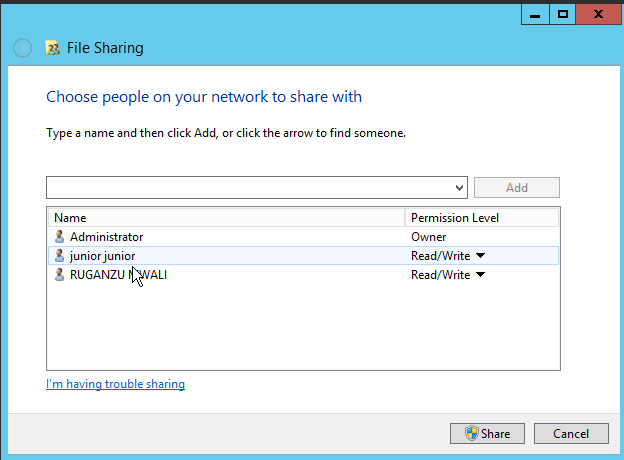 File Sharing
Choose people on your network to share with
Type a name and then click Add, or click the arrow to find someone.
Add
Name Permission Level
Administrator Owner
junior junior Read/Write
RUGANZU Read/Write
I'm having trouble sharing
Share Cancel